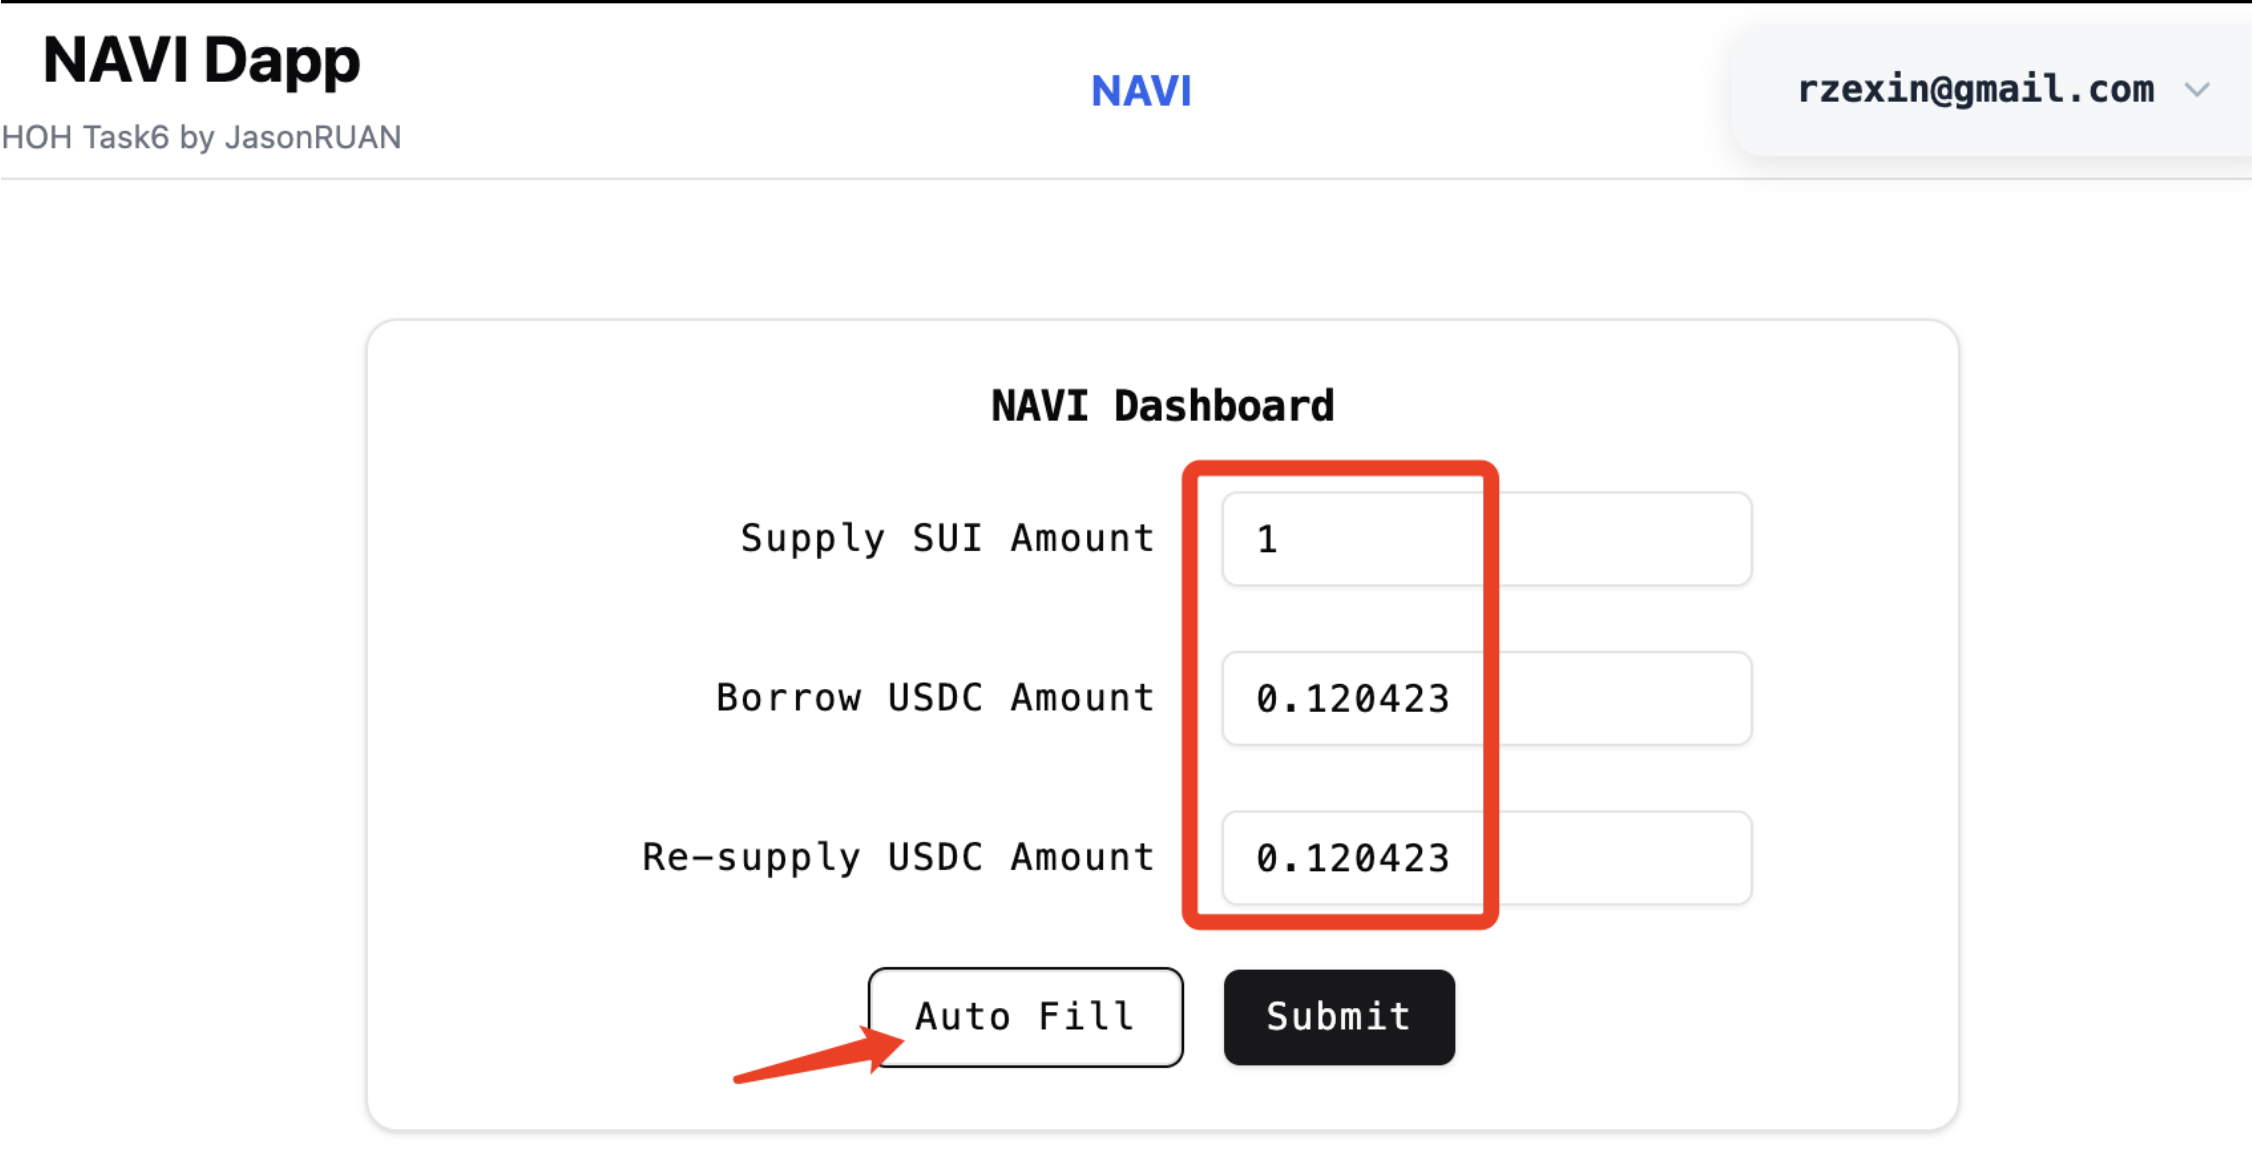 NAVI Dapp
HOH Task6 by JasonRUAN
NAVI
rzexin@gmail.com
NAVI Dashboard
Supply SUI Amount 1
Borrow USDC Amount 0.120423
Re-supply USDC Amount 0.120423
Auto Fill Submit